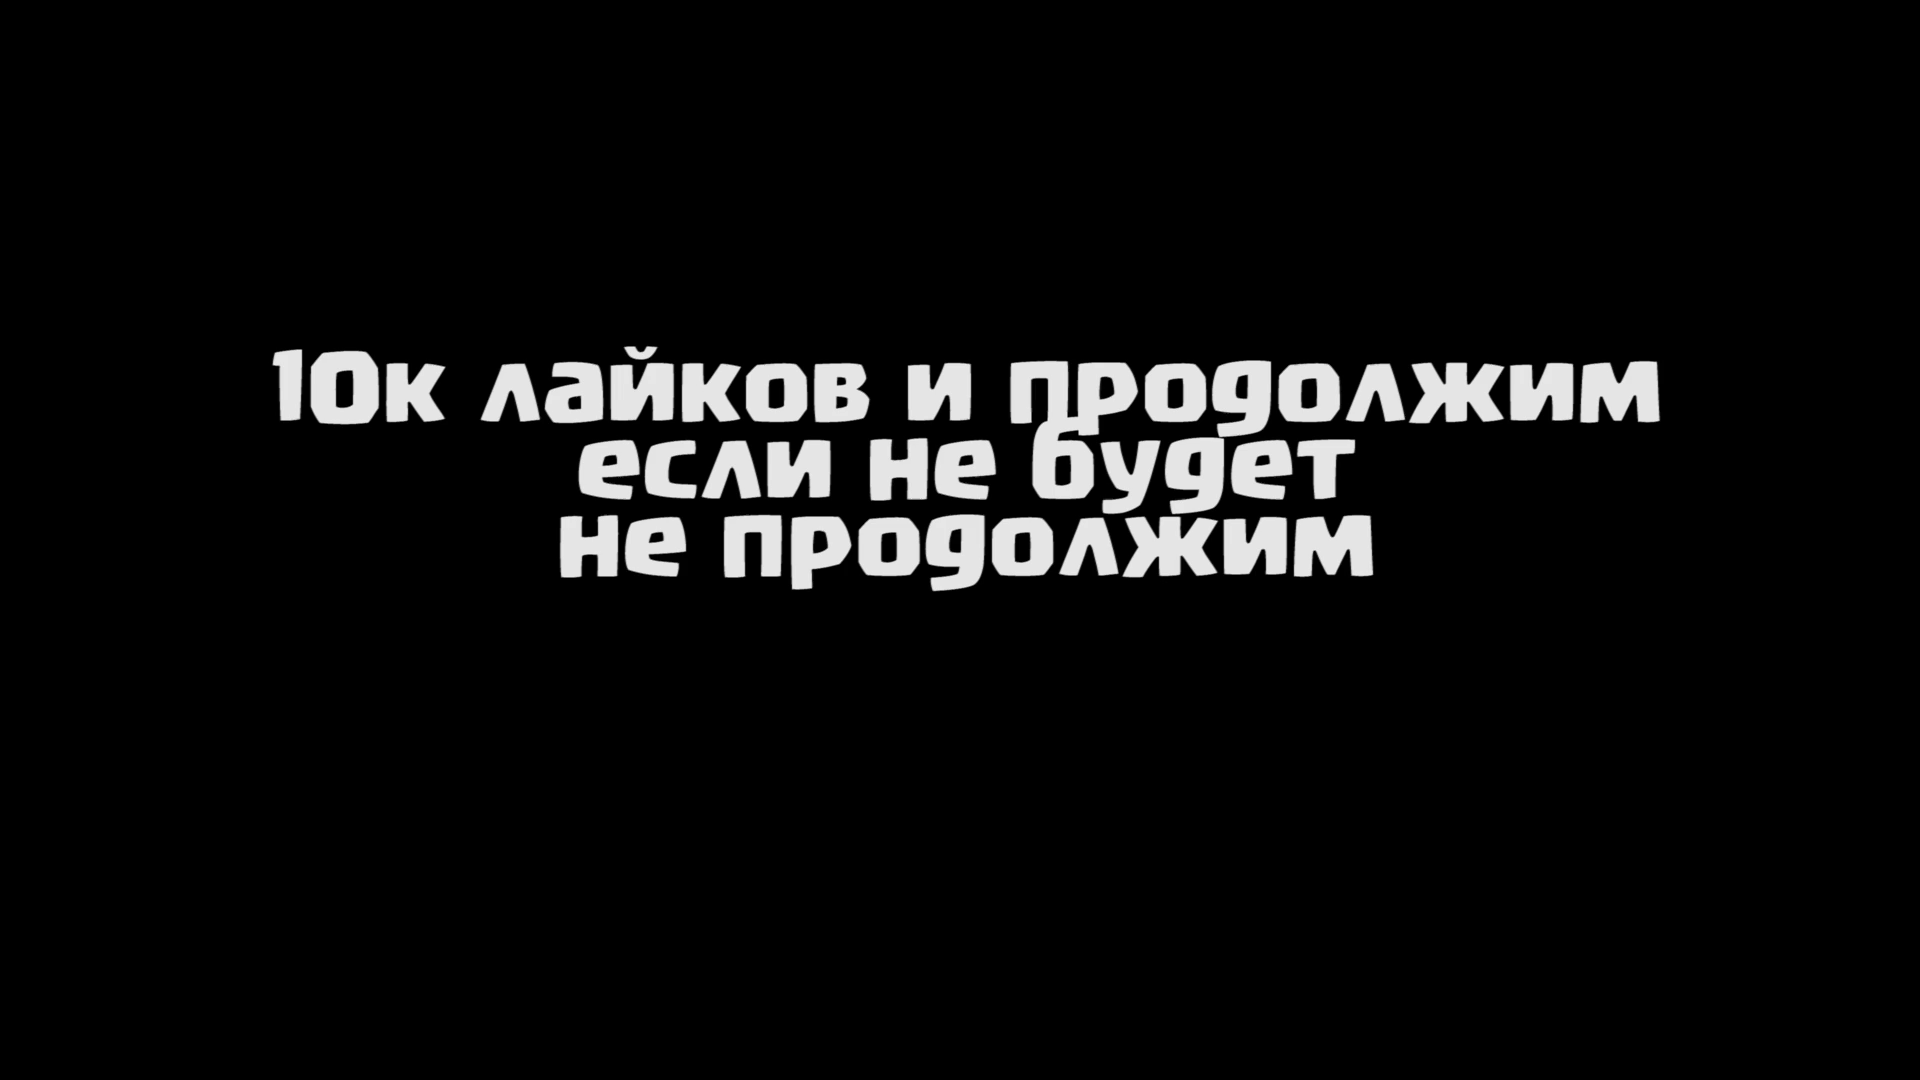 10к лайков и продолжим
если не будет
не продолжим